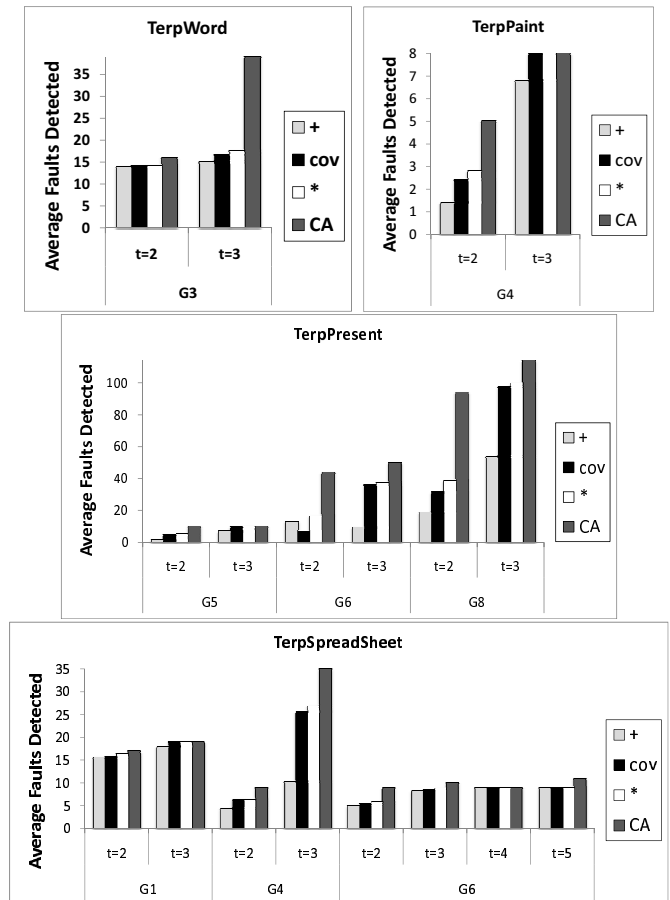 TerpWord
Average Faults Detected
35
30
25
20
15
10
5
0
t=2 t=3
G3
+
cov
*
CA
TerpPaint
Average Faults Detected
8
7
6
5
4
3
2
1
0
t=2 t=3
G4
+
cov
*
CA
TerpPresent
Average Faults Detected
100
80
60
40
20
0
t=2 t=3 t=2 t=3 t=2 t=3
G5 G6 G8
+
cov
*
CA
TerpSpreadSheet
Average Faults Detected
35
30
25
20
15
10
5
0
t=2 t=3 t=2 t=3 t=2 t=3 t=4 t=5
G1 G4 G6
+
cov
*
CA